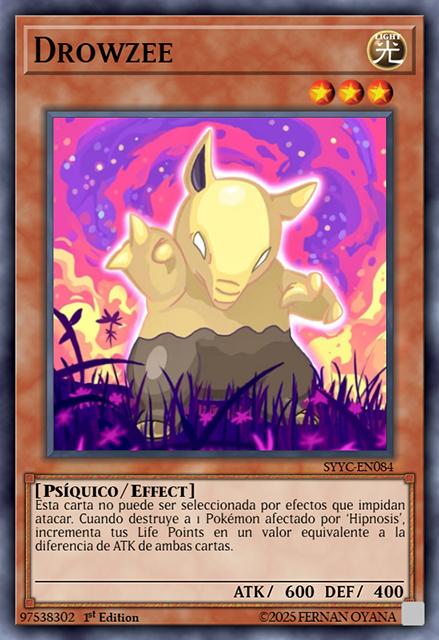 DROWZEE
LIGHT
光
SYYC-EN084
[PSÍQUICO/EFFECT]
Esta carta no puede ser seleccionada por efectos que impidan
atacar. Cuando destruye a 1 Pokémon afectado por 'Hipnosis',
incrementa tus Life Points en un valor equivalente a la
diferencia de ATK de ambas cartas.
ATK/ 600 DEF/ 400
97538302 1st Edition ©2025 FERNAN OYANA